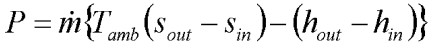 P = ṁ{T_amb(s_out − s_in) − (h_out − h_in)}